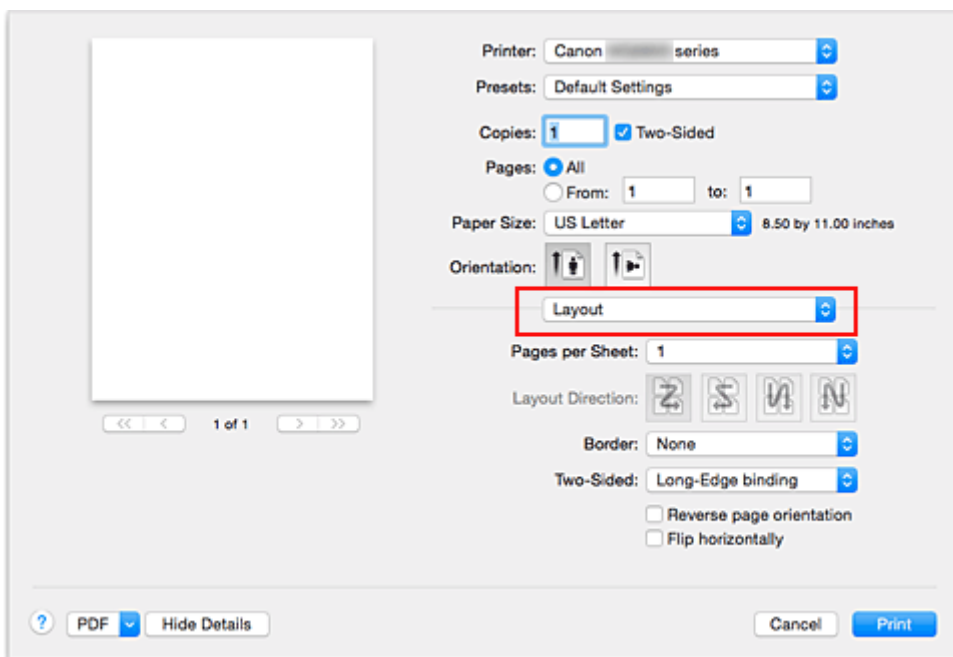 Printer: Canon series
Presets: Default Settings
Copies: 1 Two-Sided
Pages: All
From: 1 to: 1
Paper Size: US Letter 8.50 by 11.00 inches
Orientation:
Layout
Pages per Sheet: 1
Layout Direction:
Border: None
Two-Sided: Long-Edge binding
Reverse page orientation
Flip horizontally
<< < 1 of 1 > >>
? PDF Hide Details Cancel Print